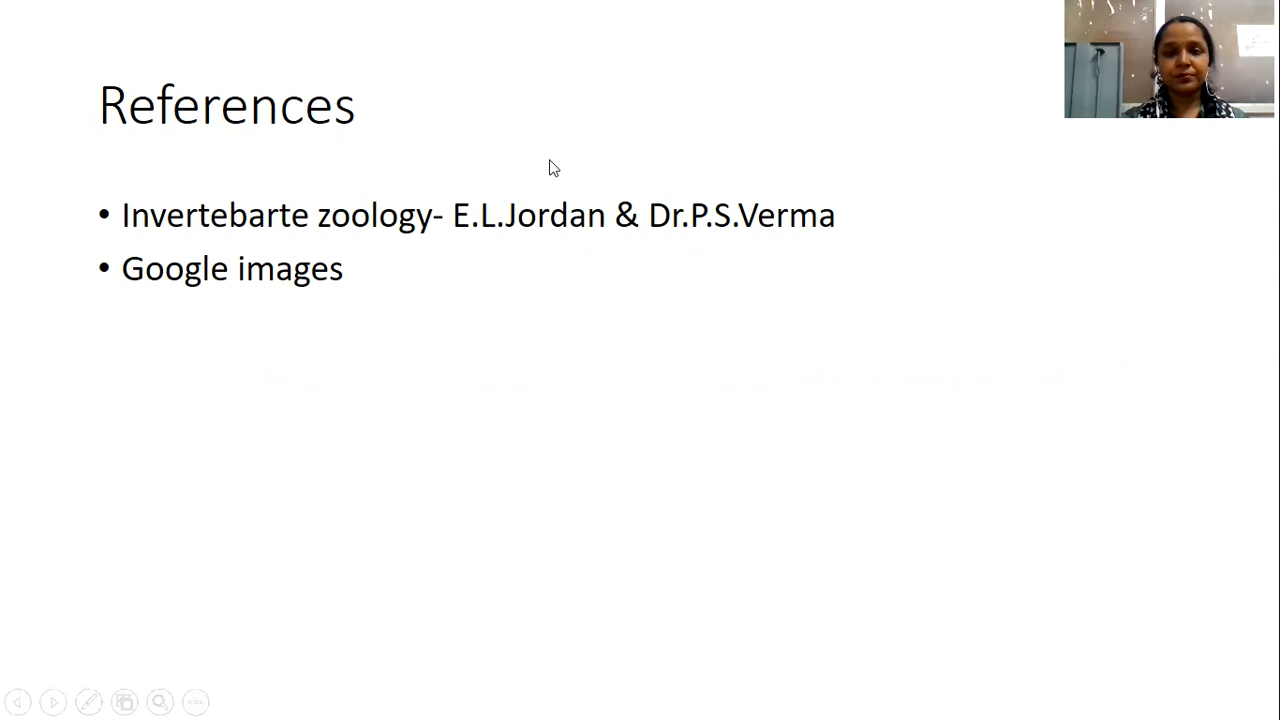 References
• Invertebarte zoology- E.L.Jordan & Dr.P.S.Verma
• Google images